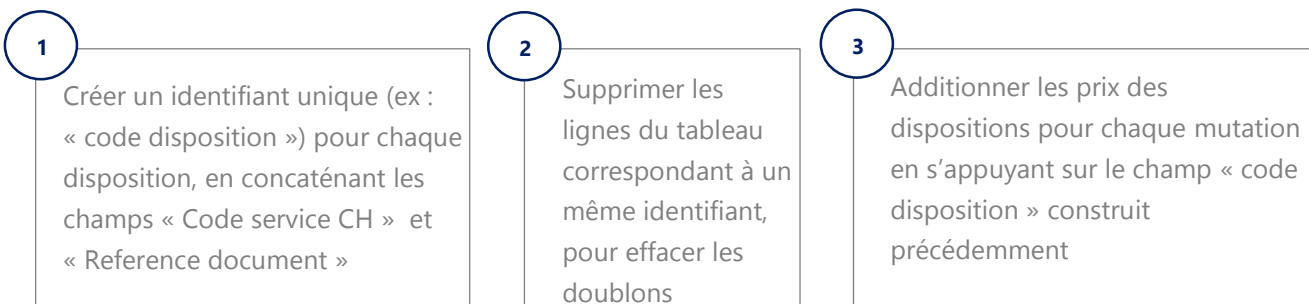 1
Créer un identifiant unique (ex :
« code disposition ») pour chaque
disposition, en concaténant les
champs « Code service CH »  et
« Reference document »
2
Supprimer les
lignes du tableau
correspondant à un
même identifiant,
pour effacer les
doublons
3
Additionner les prix des
dispositions pour chaque mutation
en s’appuyant sur le champ « code
disposition » construit
précédemment